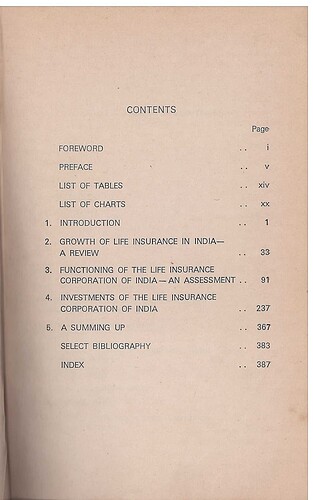 CONTENTS
Page
FOREWORD .. i
PREFACE .. v
LIST OF TABLES .. xiv
LIST OF CHARTS .. xx
1. INTRODUCTION .. 1
2. GROWTH OF LIFE INSURANCE IN INDIA—
A REVIEW .. 33
3. FUNCTIONING OF THE LIFE INSURANCE
CORPORATION OF INDIA—AN ASSESSMENT .. 91
4. INVESTMENTS OF THE LIFE INSURANCE
CORPORATION OF INDIA .. 237
5. A SUMMING UP .. 367
SELECT BIBLIOGRAPHY .. 383
INDEX .. 387